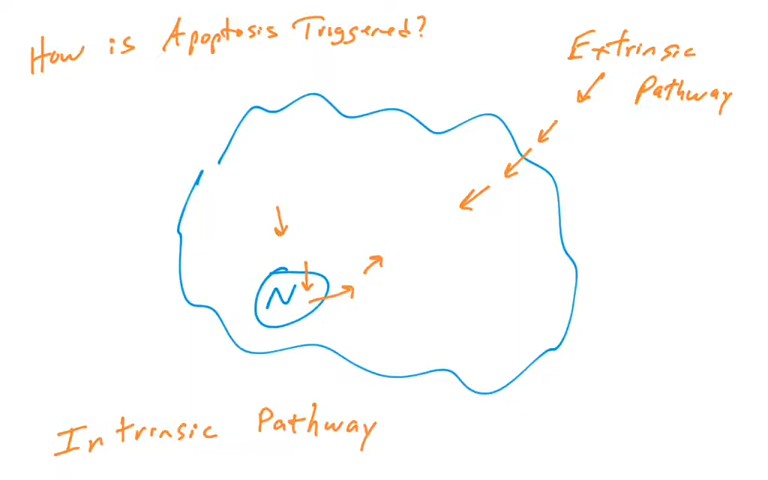 How is Apoptosis Triggered?
Extrinsic
Pathway
N
Intrinsic Pathway